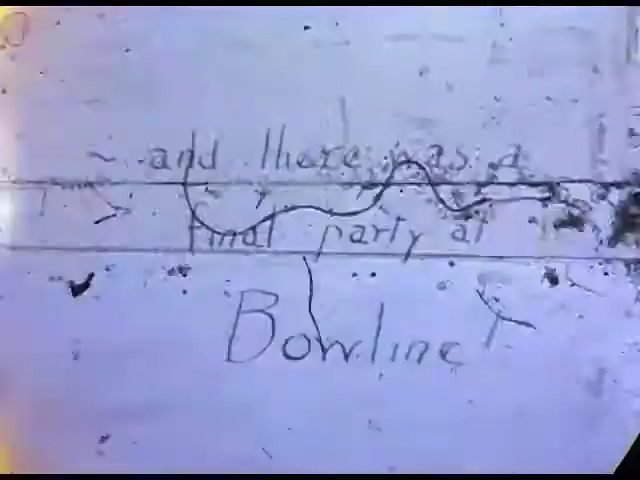 and there was a
final party at
Bowline